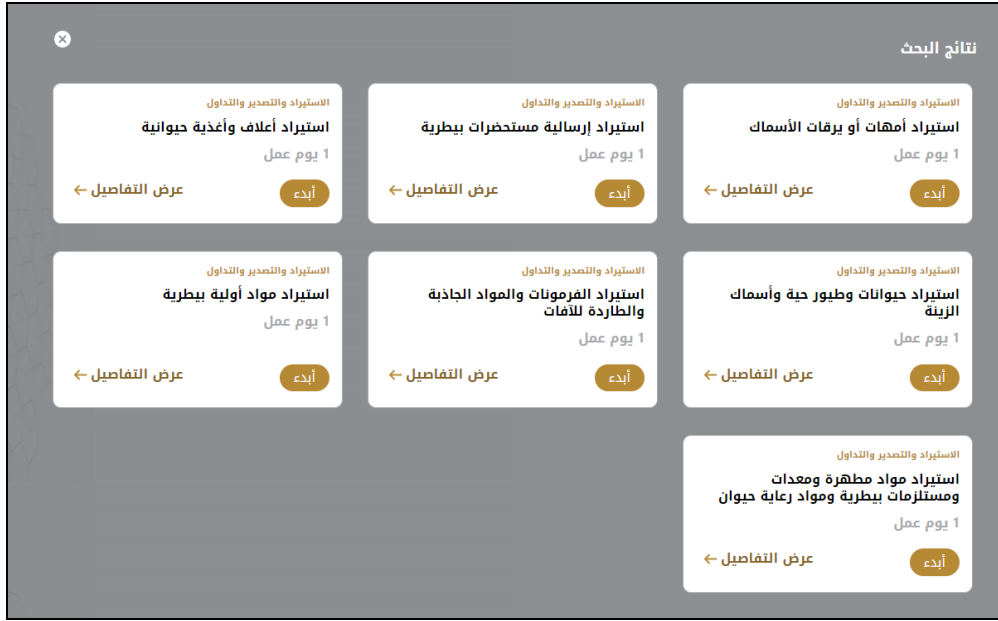 نتائج البحث
الاستيراد والتصدير والتداول
استيراد أمهات أو يرقات الأسماك
1 يوم عمل
أبدء
عرض التفاصيل ←
الاستيراد والتصدير والتداول
استيراد إرسالية مستحضرات بيطرية
1 يوم عمل
أبدء
عرض التفاصيل ←
الاستيراد والتصدير والتداول
استيراد أعلاف وأغذية حيوانية
1 يوم عمل
أبدء
عرض التفاصيل ←
الاستيراد والتصدير والتداول
استيراد حيوانات وطيور حية وأسماك
الزينة
1 يوم عمل
أبدء
عرض التفاصيل ←
الاستيراد والتصدير والتداول
استيراد الفرمونات والمواد الجاذبة
والطاردة للآفات
1 يوم عمل
أبدء
عرض التفاصيل ←
الاستيراد والتصدير والتداول
استيراد مواد أولية بيطرية
1 يوم عمل
أبدء
عرض التفاصيل ←
الاستيراد والتصدير والتداول
استيراد مواد مطهرة ومعدات
ومستلزمات بيطرية ومواد رعاية حيوان
1 يوم عمل
أبدء
عرض التفاصيل ←